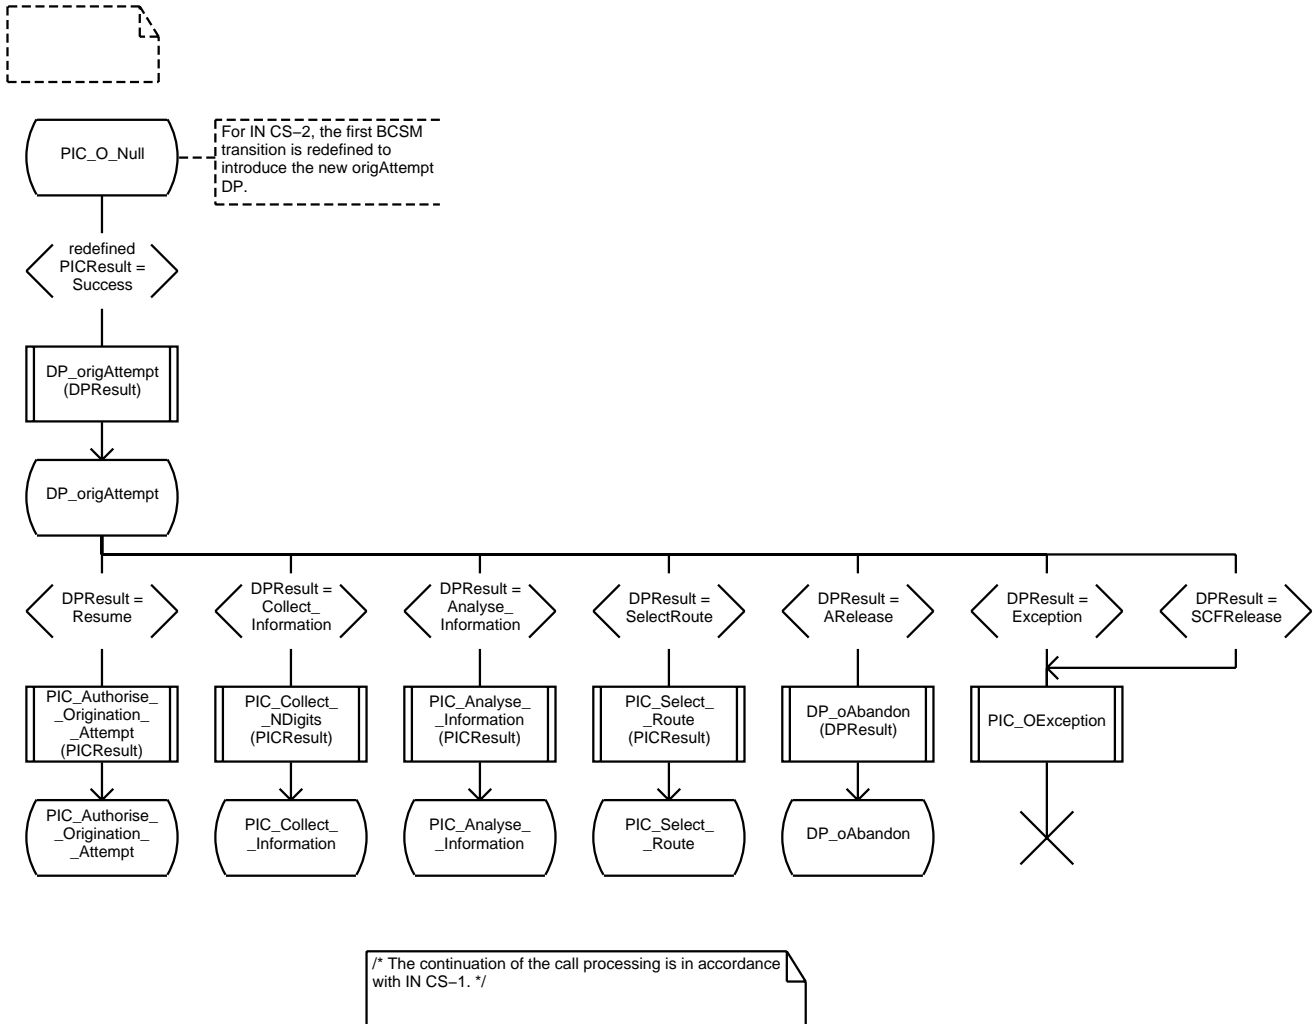 PIC_O_Null
For IN CS–2, the first BCSM
transition is redefined to
introduce the new origAttempt
DP.
redefined
PICResult =
Success
DP_origAttempt
(DPResult)
DP_origAttempt
DPResult =
Resume
DPResult =
Collect_
Information
DPResult =
Analyse_
Information
DPResult =
SelectRoute
DPResult =
ARelease
DPResult =
Exception
DPResult =
SCFRelease
PIC_Authorise_
_Origination_
_Attempt
(PICResult)
PIC_Collect_
_NDigits
(PICResult)
PIC_Analyse_
_Information
(PICResult)
PIC_Select_
_Route
(PICResult)
DP_oAbandon
(DPResult)
PIC_OException
PIC_Authorise_
_Origination_
_Attempt
PIC_Collect_
_Information
PIC_Analyse_
_Information
PIC_Select_
_Route
DP_oAbandon
/* The continuation of the call processing is in accordance
with IN CS–1. */